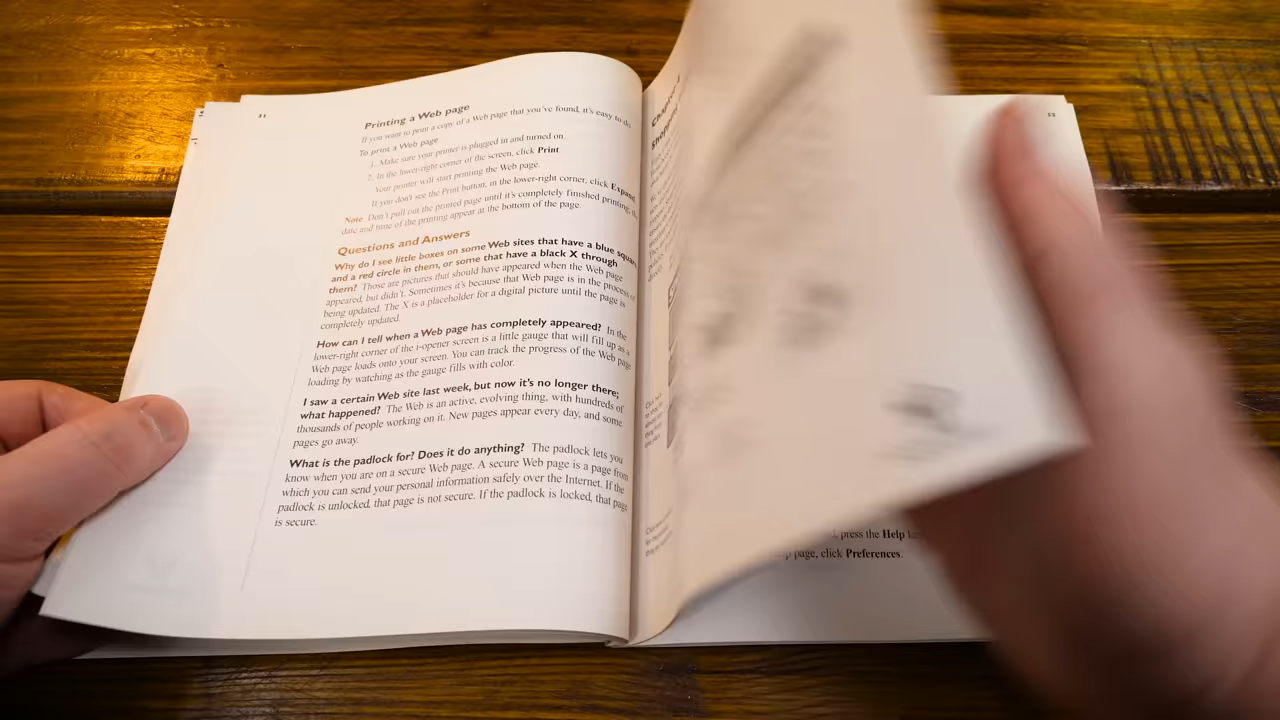 Printing a Web page
If you want to print a copy of a Web page that you've found, it's easy to do.
To print a Web page
1. Make sure your printer is plugged in and turned on.
2. In the lower-right corner of the screen, click Print
Your printer will start printing the Web page.
If you don't see the Print button, in the lower-right corner, click Expand.
Note Don't pull out the printed page until it's completely finished printing;
date and time of the printing appear at the bottom of the page.
Questions and Answers
Why do I see little boxes on some Web sites that have a blue square
and a red circle in them, or some that have a black X through
them? Those are pictures that should have appeared when the Web page
appeared, but didn't. Sometimes it's because that Web page is in the process of
being updated. The X is a placeholder for a digital picture until the page is
completely updated.
How can I tell when a Web page has completely appeared? In the
lower-right corner of the i-opener screen is a little gauge that will fill up as a
Web page loads onto your screen. You can track the progress of the Web page
loading by watching as the gauge fills with color.
I saw a certain Web site last week, but now it's no longer there;
what happened? The Web is an active, evolving thing, with hundreds of
thousands of people working on it. New pages appear every day, and some
pages go away.
What is the padlock for? Does it do anything? The padlock lets you
know when you are on a secure Web page. A secure Web page is a page from
which you can send your personal information safely over the Internet. If the
padlock is unlocked, that page is not secure. If the padlock is locked, that page
is secure.
Chapter
press the Help
page, click Preferences.